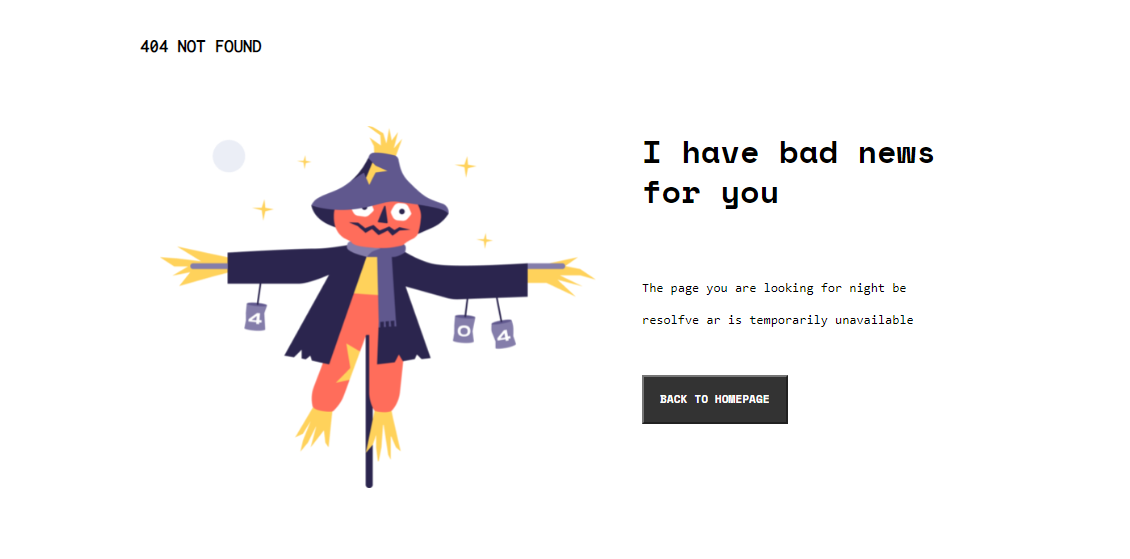 404 NOT FOUND
I have bad news
for you
4
0
4
The page you are looking for night be
resolfve ar is temporarily unavailable
BACK TO HOMEPAGE